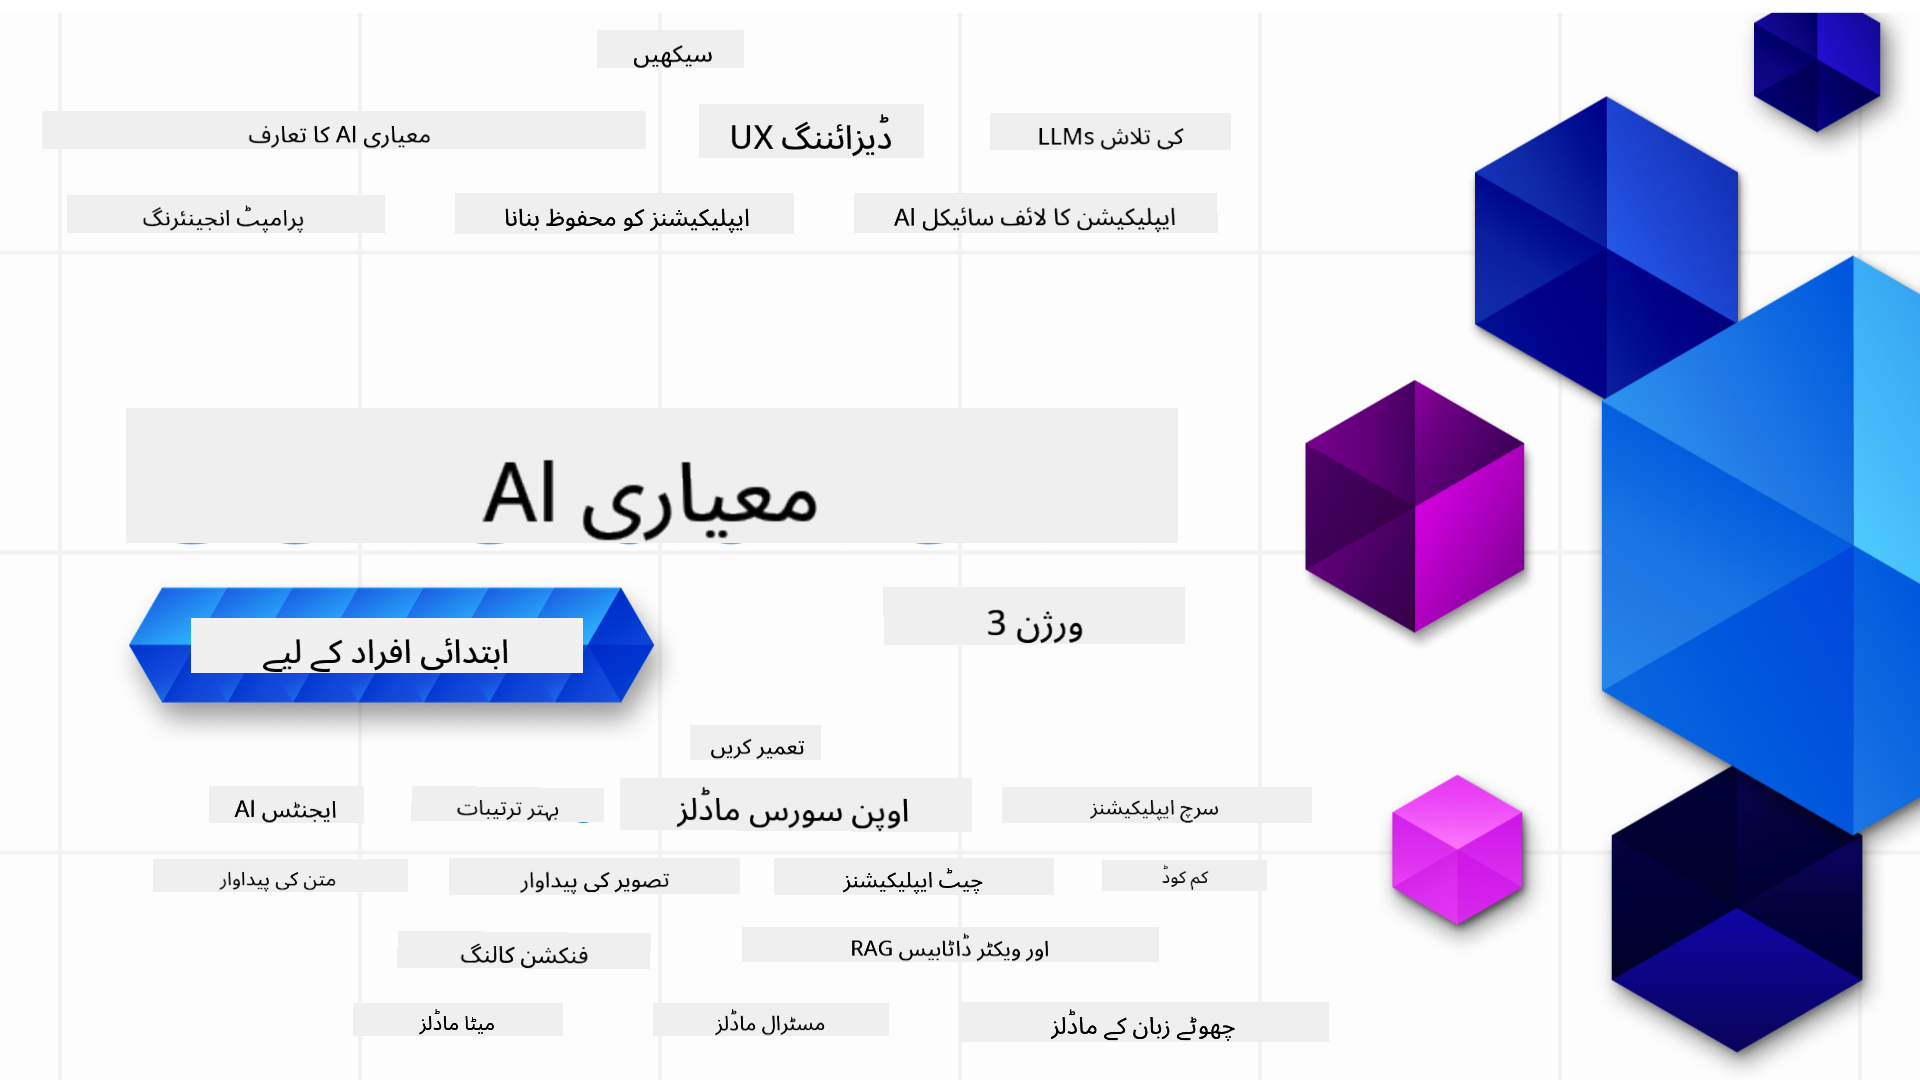 سیکھیں
معیاری AI کا تعارف
ڈیزائننگ UX
کی تلاش LLMs
پرامپٹ انجینئرنگ
ایپلیکیشنز کو محفوظ بنانا
ایپلیکیشن کا لائف سائیکل AI
معیاری AI
ابتدائی افراد کے لیے
ورژن 3
تعمیر کریں
ایجنٹس AI
بہتر ترتیبات
اوپن سورس ماڈلز
سرچ ایپلیکیشنز
متن کی پیداوار
تصویر کی پیداوار
چیٹ ایپلیکیشنز
کم کوڈ
فنکشن کالنگ
اور ویکٹر ڈاٹابیس RAG
میٹا ماڈلز
مسٹرال ماڈلز
چھوٹے زبان کے ماڈلز